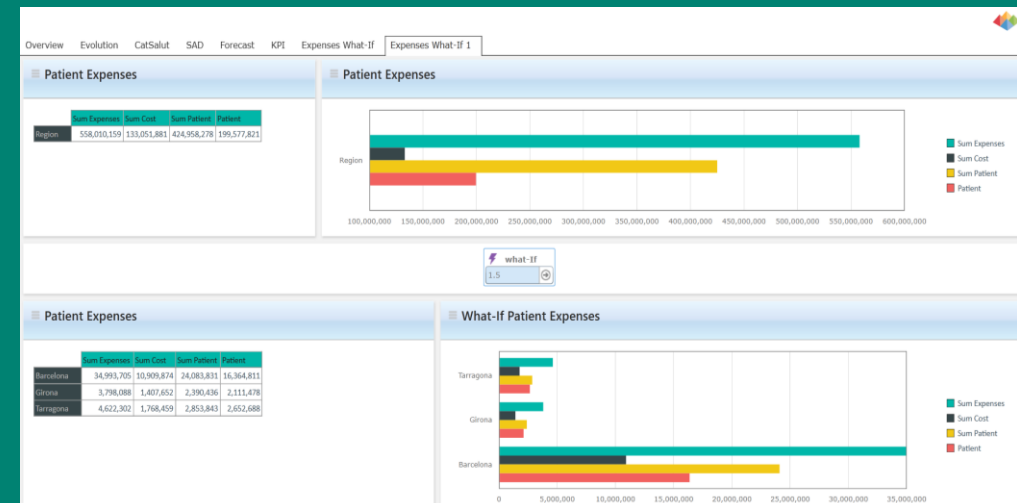 Overview Evolution CatSalut SAD Forecast KPI Expenses What-If Expenses What-If 1
Patient Expenses
Sum Expenses Sum Cost Sum Patient Patient
Region 558,010,159 133,051,881 424,958,278 199,577,821
Patient Expenses
Region
Sum Expenses
Sum Cost
Sum Patient
Patient
100,000,000 150,000,000 200,000,000 250,000,000 300,000,000 350,000,000 400,000,000 450,000,000 500,000,000 550,000,000 600,000,000
what-If
1.5
Patient Expenses
Sum Expenses Sum Cost Sum Patient Patient
Barcelona 34,993,705 10,909,874 24,083,831 16,364,811
Girona 3,798,088 1,407,652 2,390,436 2,111,478
Tarragona 4,622,302 1,768,459 2,853,843 2,652,688
What-If Patient Expenses
Tarragona
Girona
Barcelona
Sum Expenses
Sum Cost
Sum Patient
Patient
0 5,000,000 10,000,000 15,000,000 20,000,000 25,000,000 30,000,000 35,000,000